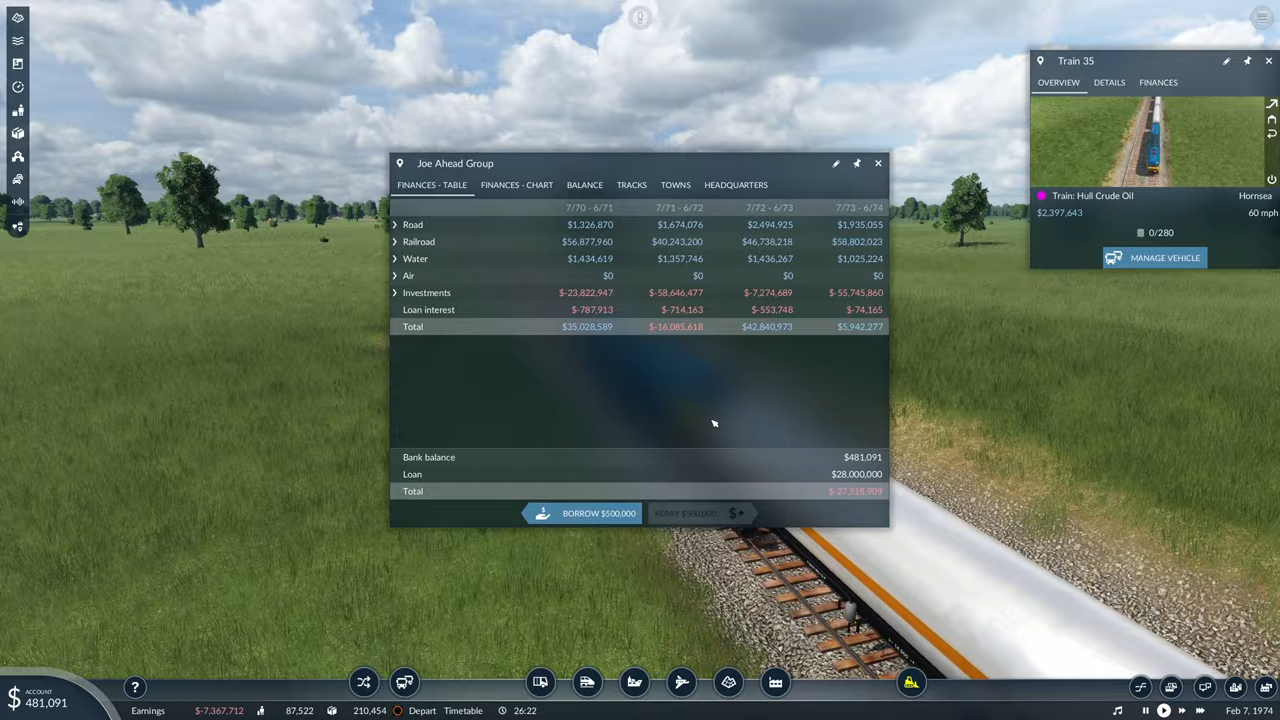 Train 35
OVERVIEW DETAILS FINANCES
Train: Hull Crude Oil Hornsea
$2,397,643 60 mph
0/280
MANAGE VEHICLE
Joe Ahead Group
FINANCES - TABLE FINANCES - CHART BALANCE TRACKS TOWNS HEADQUARTERS
7/70 - 6/71 7/71 - 6/72 7/72 - 6/73 7/73 - 6/74
Road $1,326,870 $1,674,076 $2,494,925 $1,935,055
Railroad $56,877,960 $40,243,200 $46,738,218 $58,802,023
Water $1,434,619 $1,357,746 $1,436,267 $1,025,224
Air $0 $0 $0 $0
Investments $-23,822,947 $-58,646,477 $-7,274,689 $-55,745,860
Loan interest $-787,913 $-714,163 $-553,748 $-74,165
Total $35,028,589 $-16,085,618 $42,840,973 $5,942,277
Bank balance $481,091
Loan $28,000,000
Total $-27,518,909
BORROW $500,000 REPAY $500,000
ACCOUNT
$ 481,091
Earnings $-7,367,712 87,522 210,454 Depart Timetable 26:22 Feb 7, 1974